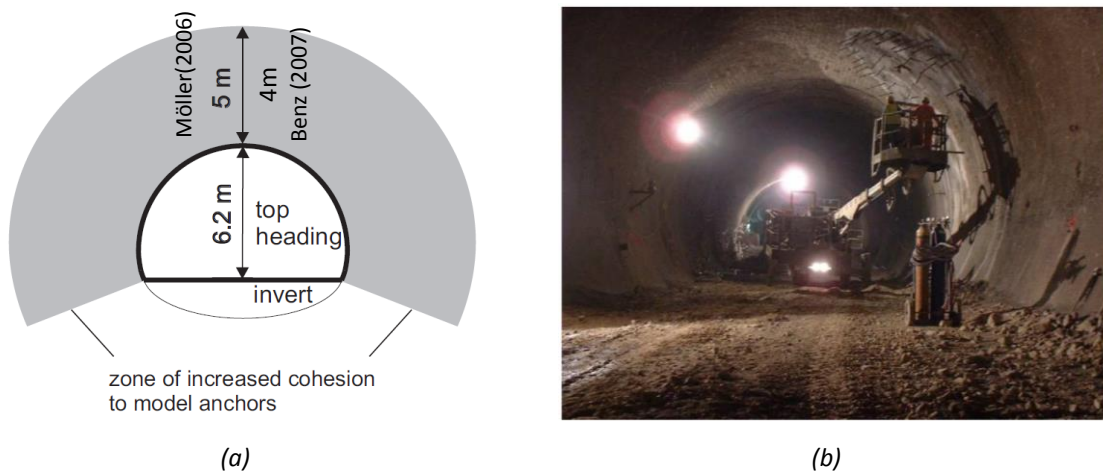 Möller(2006)
5 m
4m
Benz (2007)
6.2 m
top
heading
invert
zone of increased cohesion
to model anchors
(a)
(b)